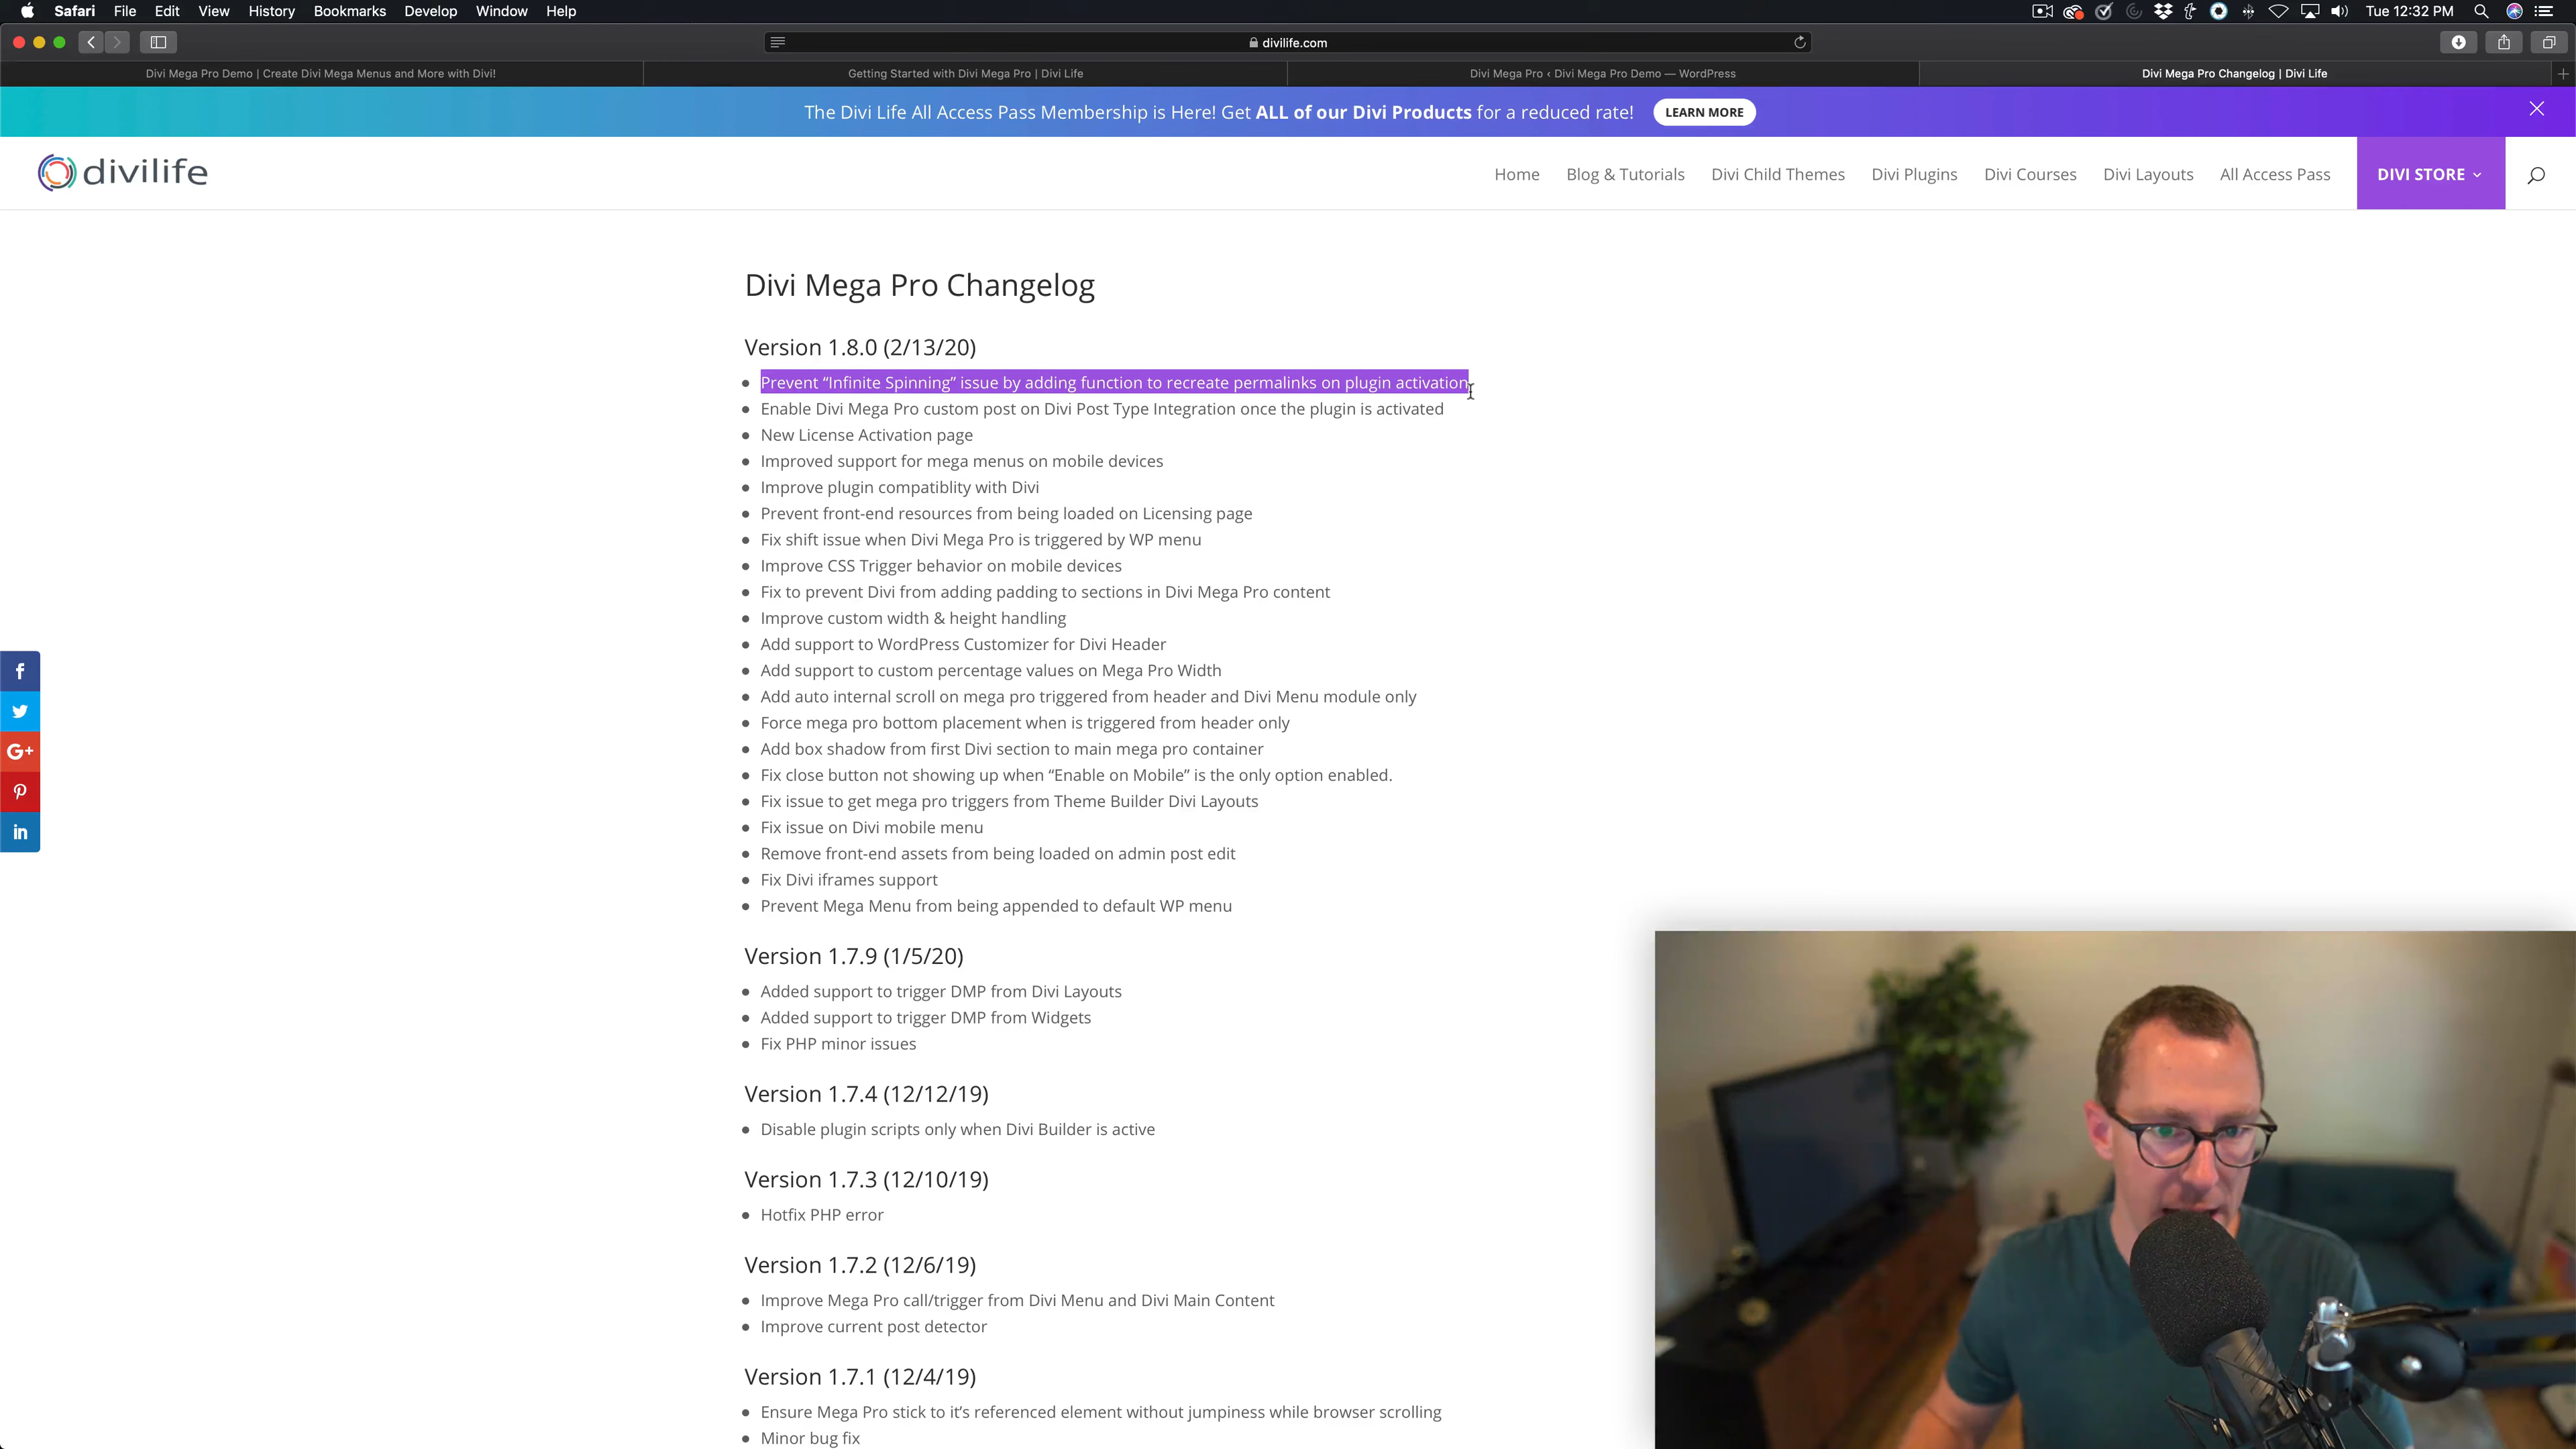 Safari File Edit View History Bookmarks Develop Window Help Tue 12:32 PM
divilife.com
Divi Mega Pro Demo | Create Divi Mega Menus and More with Divi! Getting Started with Divi Mega Pro | Divi Life Divi Mega Pro ‹ Divi Mega Pro Demo — WordPress Divi Mega Pro Changelog | Divi Life
The Divi Life All Access Pass Membership is Here! Get ALL of our Divi Products for a reduced rate! LEARN MORE
divilife Home Blog & Tutorials Divi Child Themes Divi Plugins Divi Courses Divi Layouts All Access Pass DIVI STORE
Divi Mega Pro Changelog
Version 1.8.0 (2/13/20)
Prevent “Infinite Spinning” issue by adding function to recreate permalinks on plugin activation
Enable Divi Mega Pro custom post on Divi Post Type Integration once the plugin is activated
New License Activation page
Improved support for mega menus on mobile devices
Improve plugin compatiblity with Divi
Prevent front-end resources from being loaded on Licensing page
Fix shift issue when Divi Mega Pro is triggered by WP menu
Improve CSS Trigger behavior on mobile devices
Fix to prevent Divi from adding padding to sections in Divi Mega Pro content
Improve custom width & height handling
Add support to WordPress Customizer for Divi Header
Add support to custom percentage values on Mega Pro Width
Add auto internal scroll on mega pro triggered from header and Divi Menu module only
Force mega pro bottom placement when is triggered from header only
Add box shadow from first Divi section to main mega pro container
Fix close button not showing up when “Enable on Mobile” is the only option enabled.
Fix issue to get mega pro triggers from Theme Builder Divi Layouts
Fix issue on Divi mobile menu
Remove front-end assets from being loaded on admin post edit
Fix Divi iframes support
Prevent Mega Menu from being appended to default WP menu
Version 1.7.9 (1/5/20)
Added support to trigger DMP from Divi Layouts
Added support to trigger DMP from Widgets
Fix PHP minor issues
Version 1.7.4 (12/12/19)
Disable plugin scripts only when Divi Builder is active
Version 1.7.3 (12/10/19)
Hotfix PHP error
Version 1.7.2 (12/6/19)
Improve Mega Pro call/trigger from Divi Menu and Divi Main Content
Improve current post detector
Version 1.7.1 (12/4/19)
Ensure Mega Pro stick to it’s referenced element without jumpiness while browser scrolling
Minor bug fix